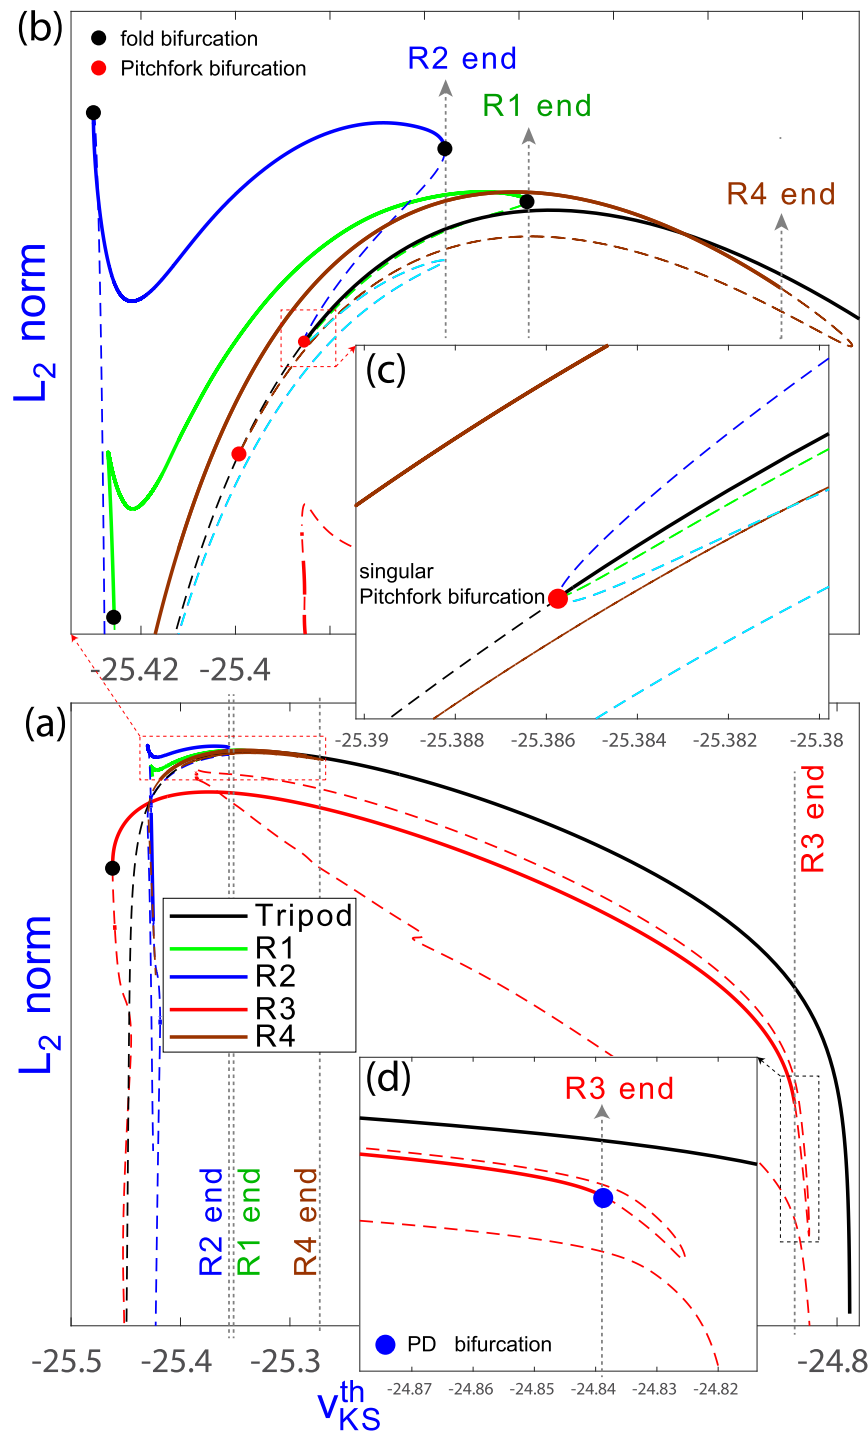 (b)
fold bifurcation
Pitchfork bifurcation
R2 end
R1 end
R4 end
L2 norm
(c)
singular
Pitchfork bifurcation
-25.42
-25.4
-25.39
-25.388
-25.386
-25.384
-25.382
-25.38
(a)
R3 end
Tripod
R1
R2
R3
R4
L2 norm
R2 end
R1 end
R4 end
(d)
R3 end
PD bifurcation
-24.87
-24.86
-24.85
-24.84
-24.83
-24.82
-25.5
-25.4
-25.3
-24.8
v_KS^th